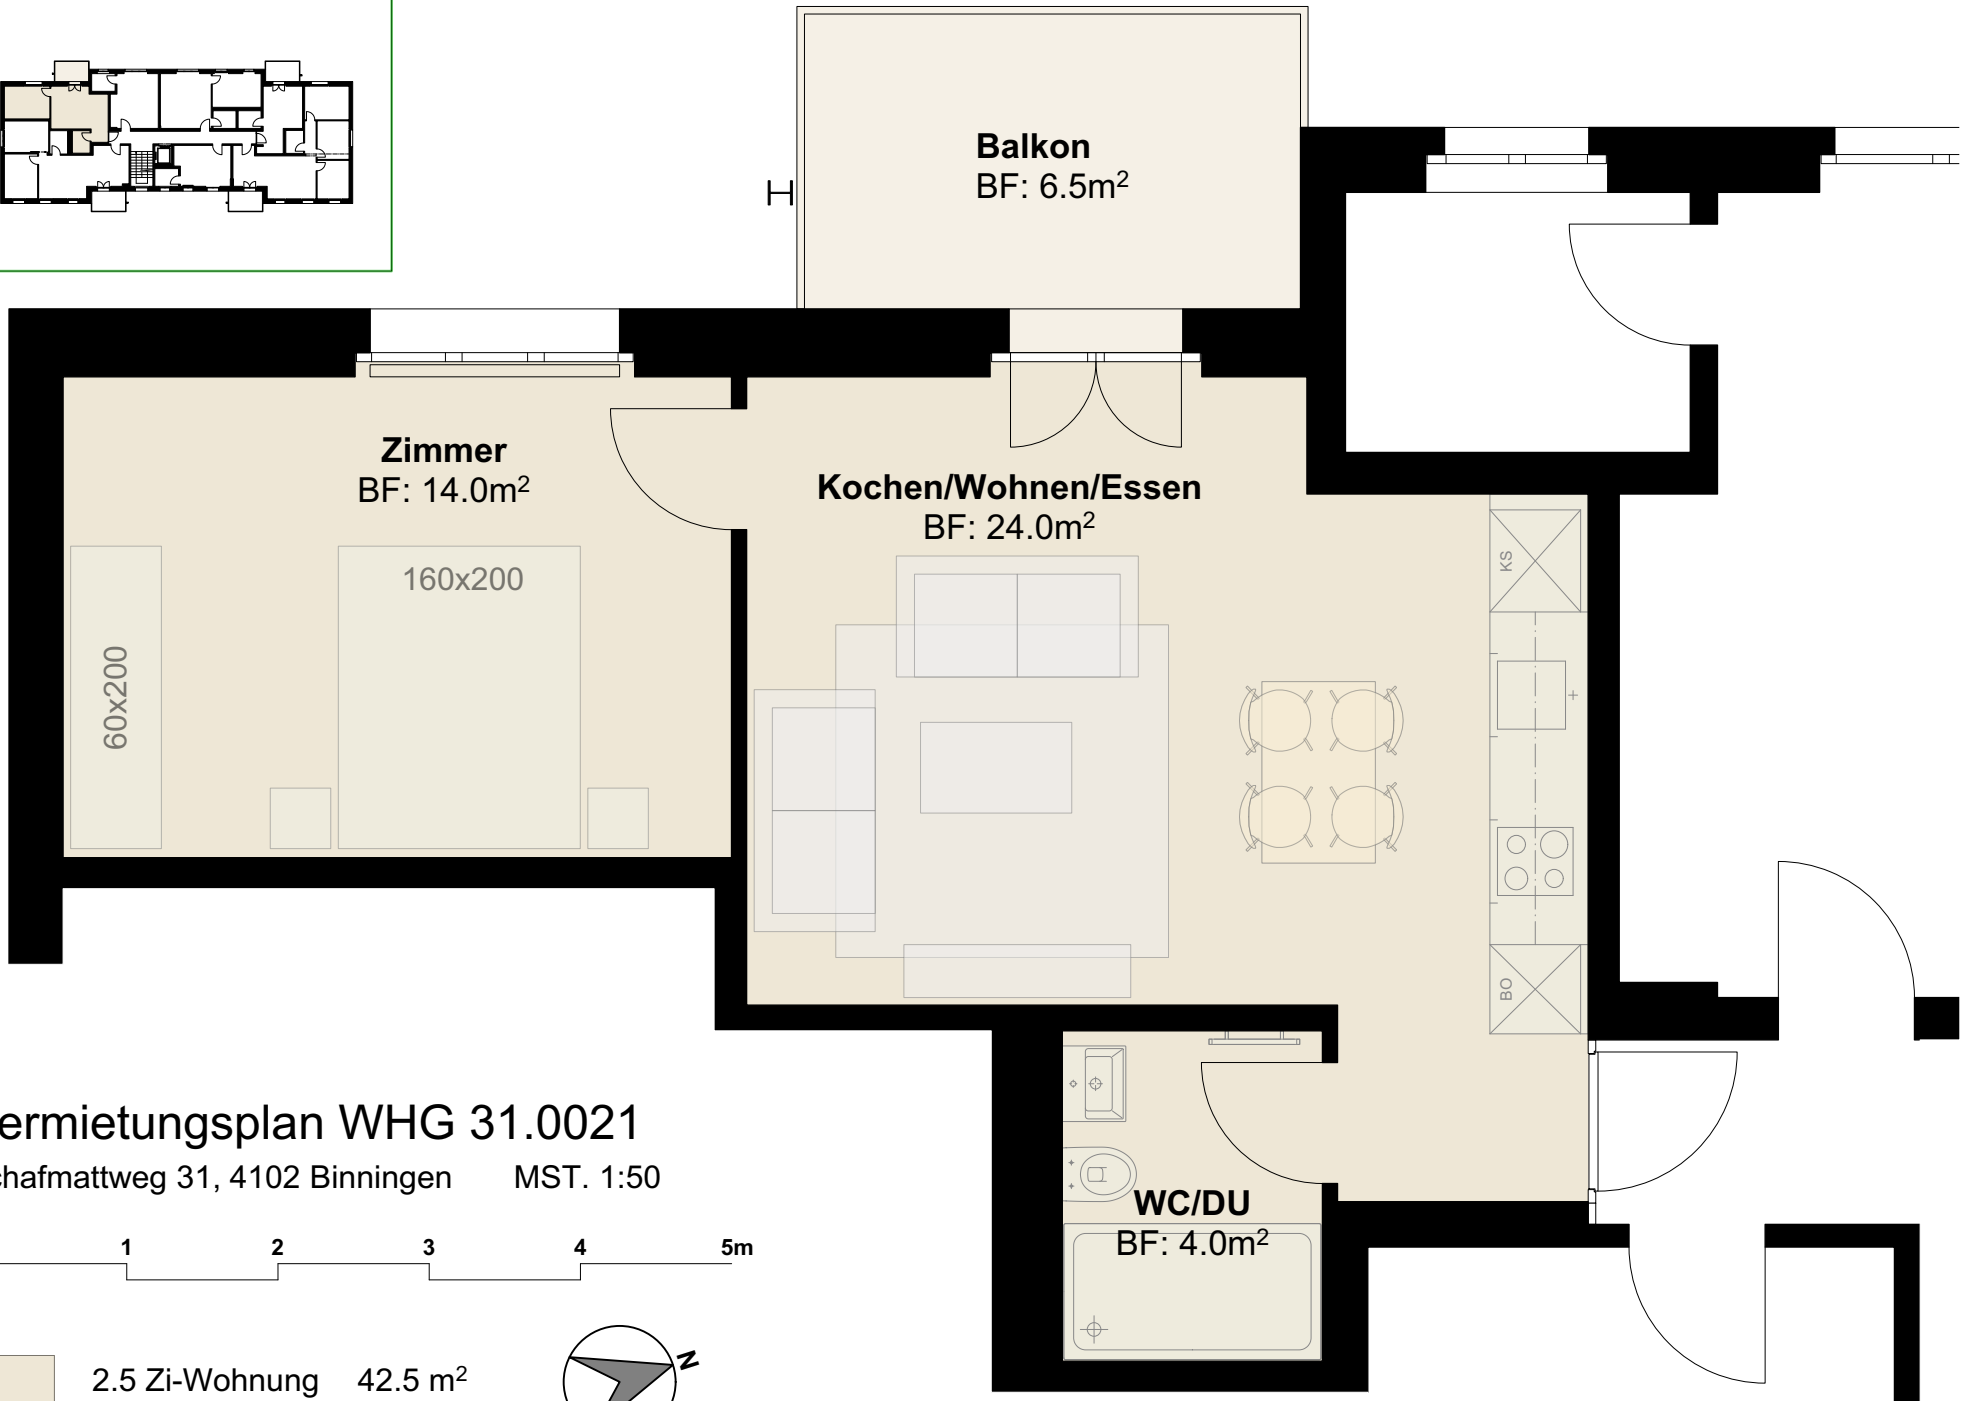 Balkon
BF: 6.5m²
Zimmer
BF: 14.0m²
Kochen/Wohnen/Essen
BF: 24.0m²
160x200
60x200
KS
BO
WC/DU
BF: 4.0m²
ermietungsplan WHG 31.0021
chafmattweg 31, 4102 Binningen MST. 1:50
1 2 3 4 5m
N
2.5 Zi-Wohnung 42.5 m²